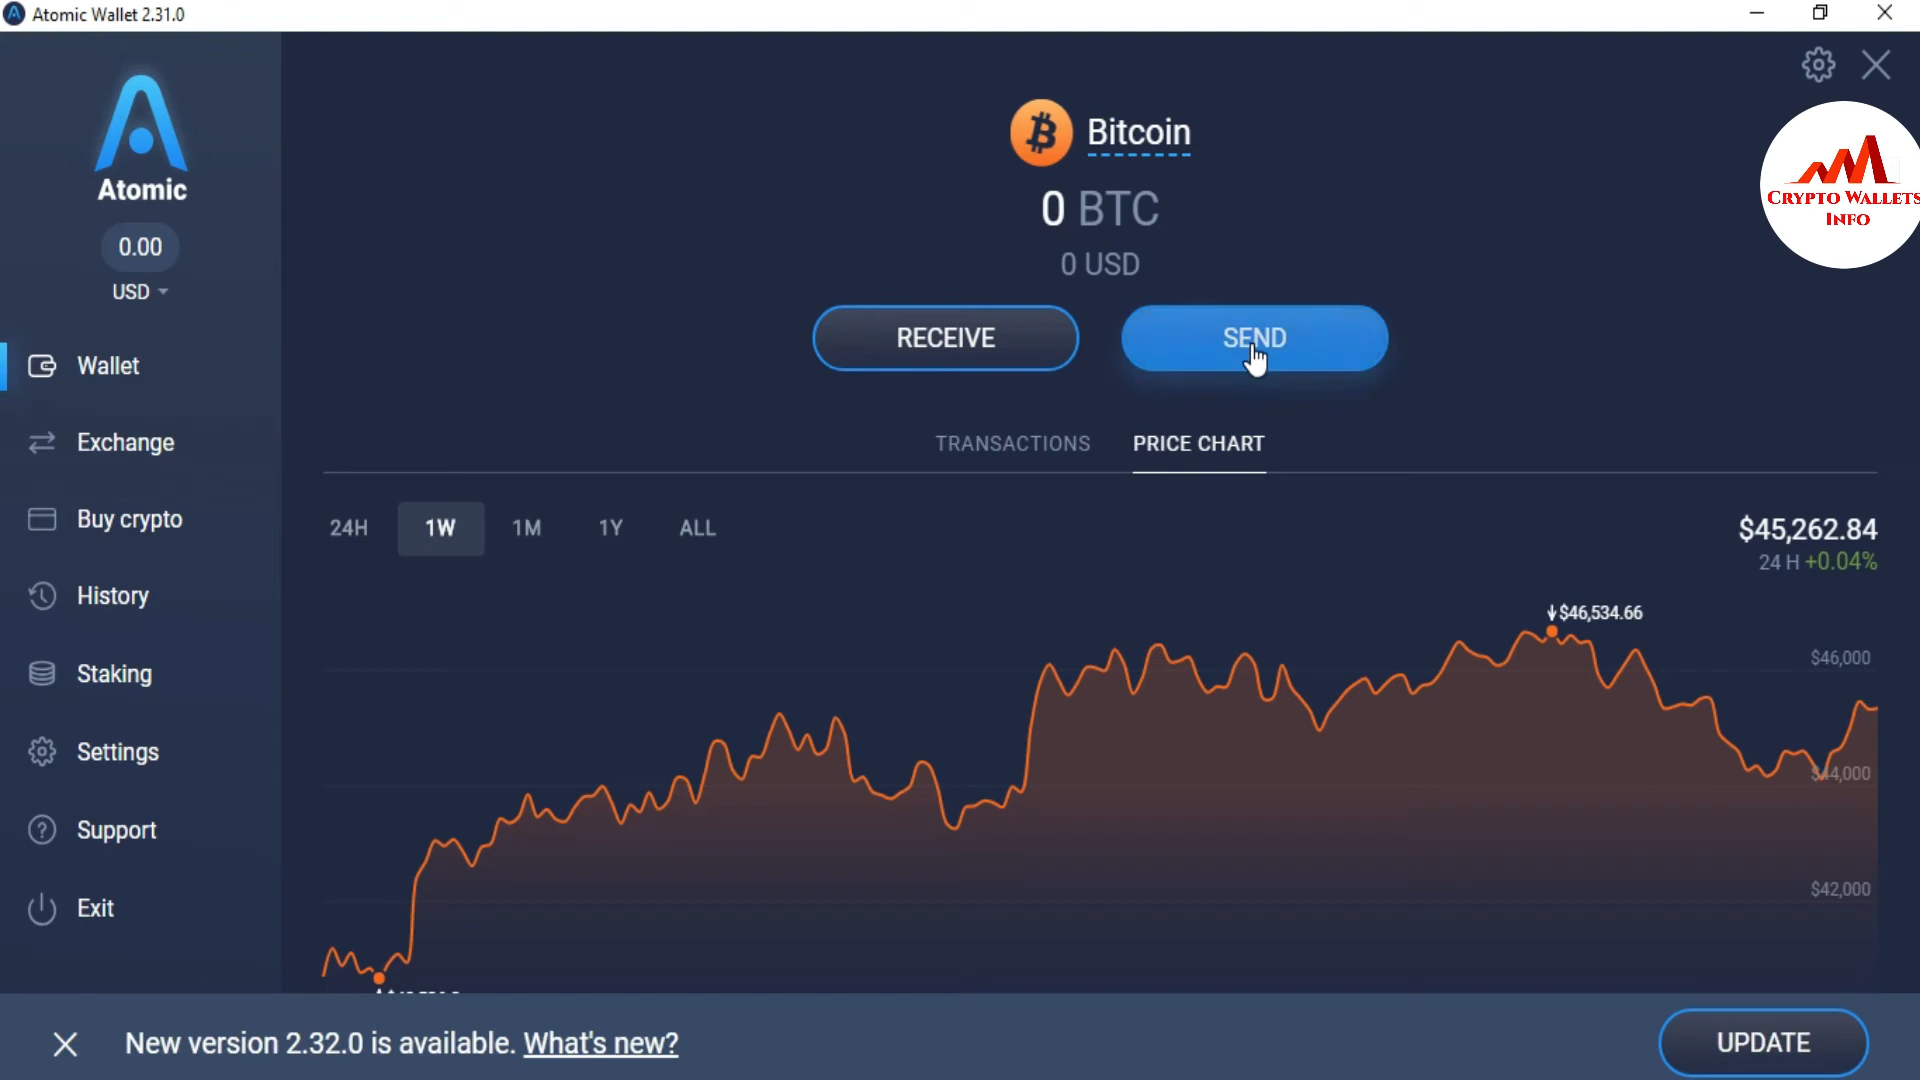 Atomic Wallet 2.31.0
Atomic
0.00
USD
Wallet
Exchange
Buy crypto
History
Staking
Settings
Support
Exit
Bitcoin
0 BTC
0 USD
RECEIVE
SEND
CRYPTO WALLETS
INFO
TRANSACTIONS
PRICE CHART
24H
1W
1M
1Y
ALL
$45,262.84
24 H +0.04%
$46,534.66
$46,000
$44,000
$42,000
New version 2.32.0 is available. What's new?
UPDATE